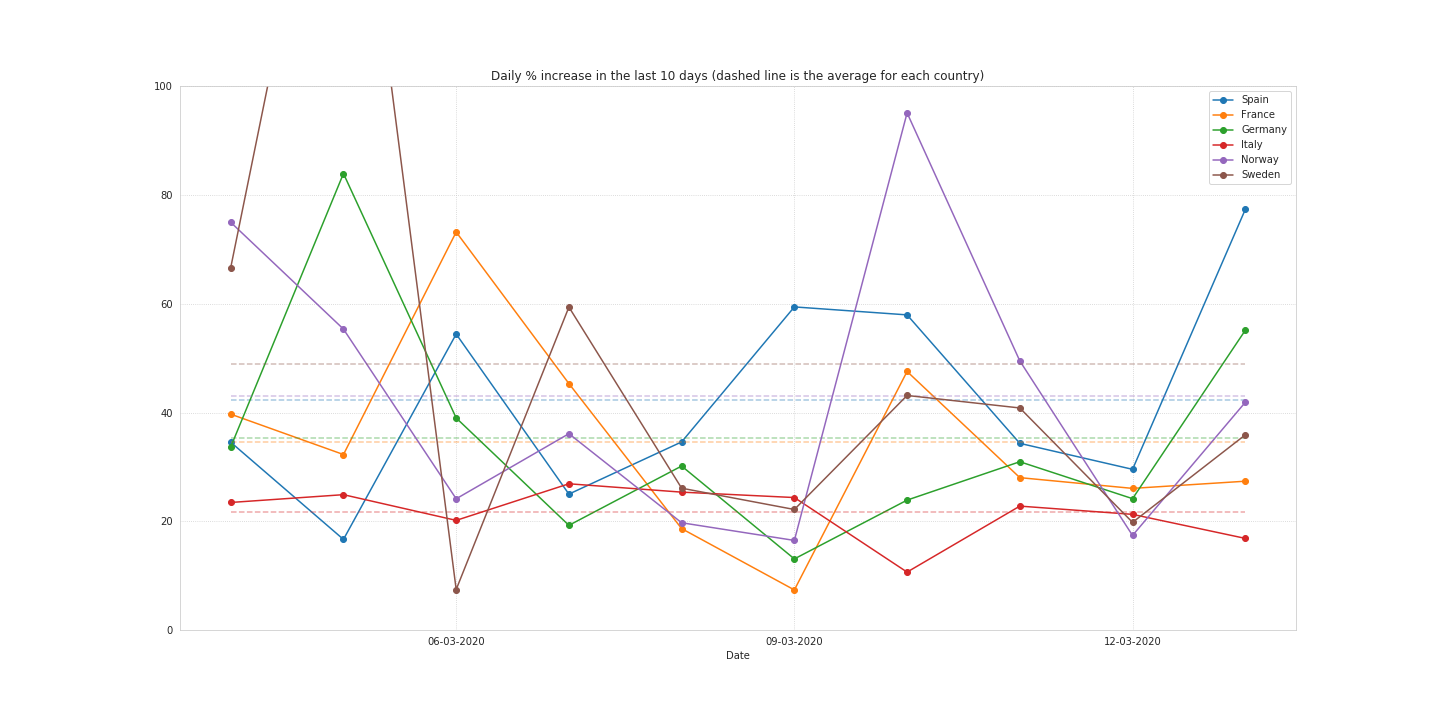 Daily % increase in the last 10 days (dashed line is the average for each country)
100
80
60
40
20
0
Spain
France
Germany
Italy
Norway
Sweden
06-03-2020
09-03-2020
12-03-2020
Date